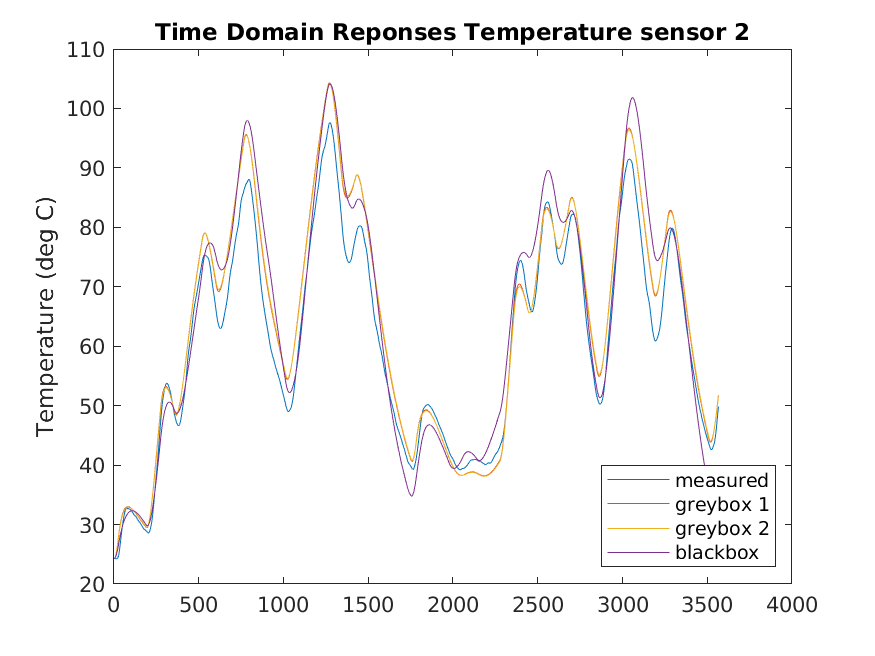 Time Domain Reponses Temperature sensor 2
110
100
90
80
70
60
50
40
30
20
Temperature (deg C)
0 500 1000 1500 2000 2500 3000 3500 4000
measured
greybox 1
greybox 2
blackbox